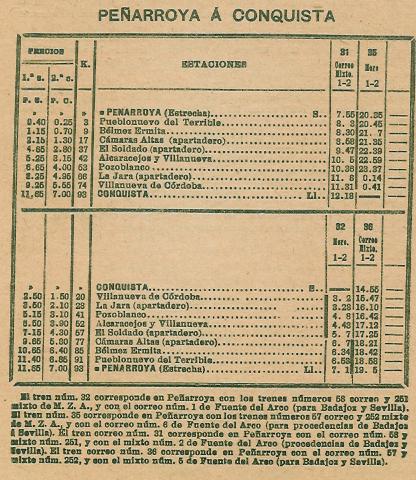 PEÑARROYA Á CONQUISTA
PRECIOS K. ESTACIONES 31 35
1.ª c. 2.ª c. Correo Mixto. 1-2 Merc 1-2
P. C. P. C.
» » » PEÑARROYA (Estrecha) S. 7.55 20.35
0.40 0.25 3 Pueblonuevo del Terrible. 8. 3 20.45
1.15 0.70 9 Bélmez Ermita. 8.30 21. 7
2.15 1.30 17 Cámaras Altas (apartadero) 8.58 21.35
4.65 2.80 37 El Soldado (apartadero). 9.47 22.39
5.25 3.15 42 Alcaracejos y Villanueva 10. 5 22.59
6.65 4.00 53 Pozoblanco 10.38 23.37
8.25 4.95 66 La Jara (apartadero) 11. 8 0.14
9.25 5.55 74 Villanueva de Córdoba. 11.31 0.41
11.65 7.00 93 CONQUISTA Ll. 12.18 —
32 36
Merc. 1-2 Correo Mixto. 1-2
» » » CONQUISTA S. — 14.55
2.50 1.50 20 Villanueva de Córdoba 3. 2 15.47
3.50 2.10 28 La Jara (apartadero) 3.28 16.10
5.15 3.10 41 Pozoblanco 4. 8 16.42
6.50 3.90 52 Alcaracejos y Villanueva 4.43 17.12
7.15 4.30 57 El Soldado (apartadero) 5. 7 17.25
9.65 5.80 77 Cámaras Altas (apartadero) 6. 7 18.21
10.65 6.40 85 Bélmez Ermita 6.34 18.42
11.40 6.85 91 Pueblonuevo del Terrible 6.53 18.58
11.65 7.00 93 PEÑARROYA (Estrecha) Ll. 7. 1 19. 5
El tren núm. 32 corresponde en Peñarroya con los trenes números 58 correo y 251
mixto de M. Z. A., y con el correo núm. 1 de Fuente del Arco (para Badajoz y Sevilla).
El tren núm. 35 corresponde en Peñarroya con los trenes números 57 correo y 252 mixto
de M. Z. A., y con el correo núm. 6 de Fuente del Arco (para procedencias de Badajoz
á Sevilla). El tren correo núm. 31 corresponde en Peñarroya con el correo núm. 58 y
mixto núm. 251, y con el mixto núm. 2 de Fuente del Arco (procedencias de Badajoz y
Sevilla). El tren correo núm. 36 corresponde en Peñarroya con el correo núm. 57 y
mixto núm. 252, y con el mixto núm. 5 de Fuente del Arco (para Badajoz y Sevilla).